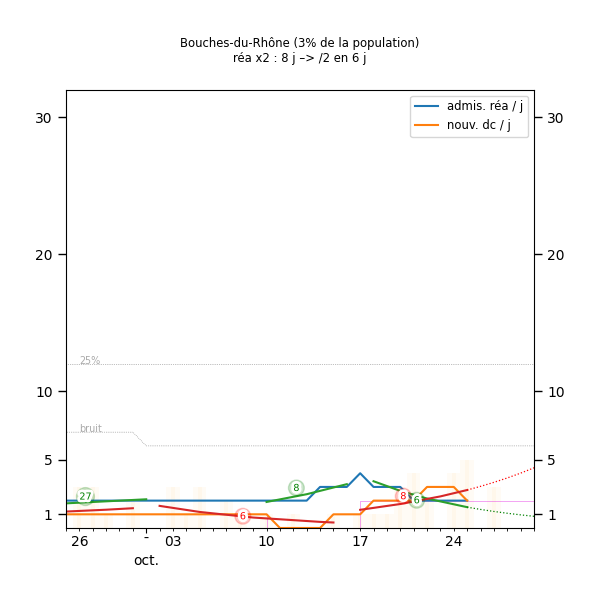 Bouches-du-Rhône (3% de la population)
réa x2 : 8 j –> /2 en 6 j
admis. réa / j
nouv. dc / j
30 30
20 20
25%
10 10
bruit
5 5
27 8 8 6
6
1 1
26 - 03 10 17 24
oct.